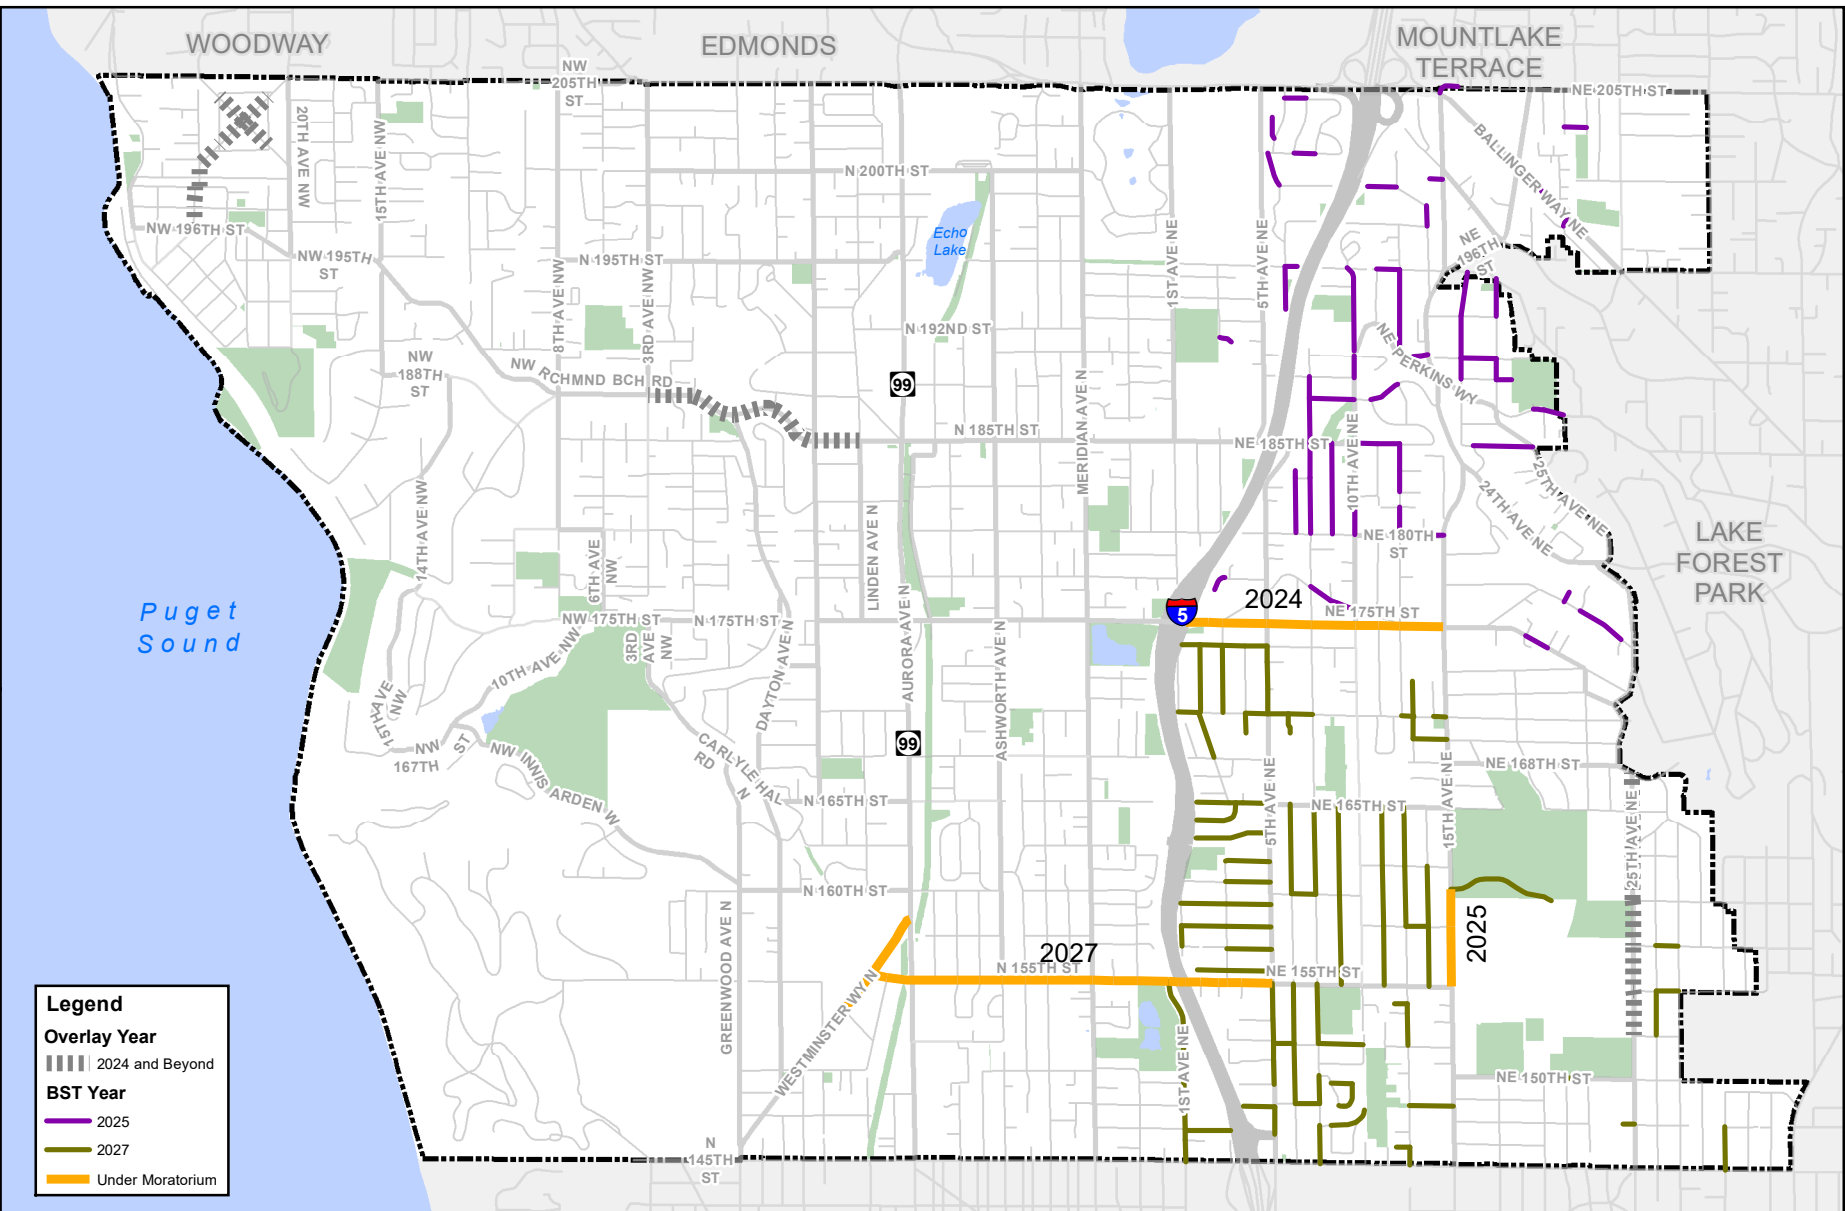 WOODWAY
EDMONDS
MOUNTLAKE
TERRACE
NW
205TH
ST
NE 205TH ST
20TH AVE NW
15TH AVE NW
BALLINGER WAY NE
N 200TH ST
NW 196TH ST
NW 195TH
ST
N 195TH ST
Echo
Lake
NE
196TH
ST
8TH AVE NW
3RD AVE NW
1ST AVE NE
5TH AVE NE
N 192ND ST
NW
188TH
ST
NW RCHMND BCH RD
99
MERIDIAN AVE N
NE PERKINS WY
N 185TH ST
NE 185TH ST
10TH AVE NE
25TH AVE NE
24TH AVE NE
14TH AVE NW
LINDEN AVE N
NE 180TH
ST
LAKE
FOREST
PARK
6TH AVE
NW
Puget
Sound
5
2024
NE 175TH ST
NW 175TH ST
N 175TH ST
3RD
AVE
NW
10TH AVE NW
DAYTON AVE N
AURORA AVE N
ASHWORTH AVE N
15TH AVE
NW
NW
167TH
ST
NW INNIS ARDEN W
CARLYLE HAL
RD
N
99
NE 168TH ST
5TH AVE NE
15TH AVE NE
25TH AVE NE
N 165TH ST
NE 165TH ST
N 160TH ST
GREENWOOD AVE N
2027
2025
N 155TH ST
NE 155TH ST
WESTMINSTER WY N
1ST AVE NE
NE 150TH ST
N
145TH
ST
Legend
Overlay Year
2024 and Beyond
BST Year
2025
2027
Under Moratorium